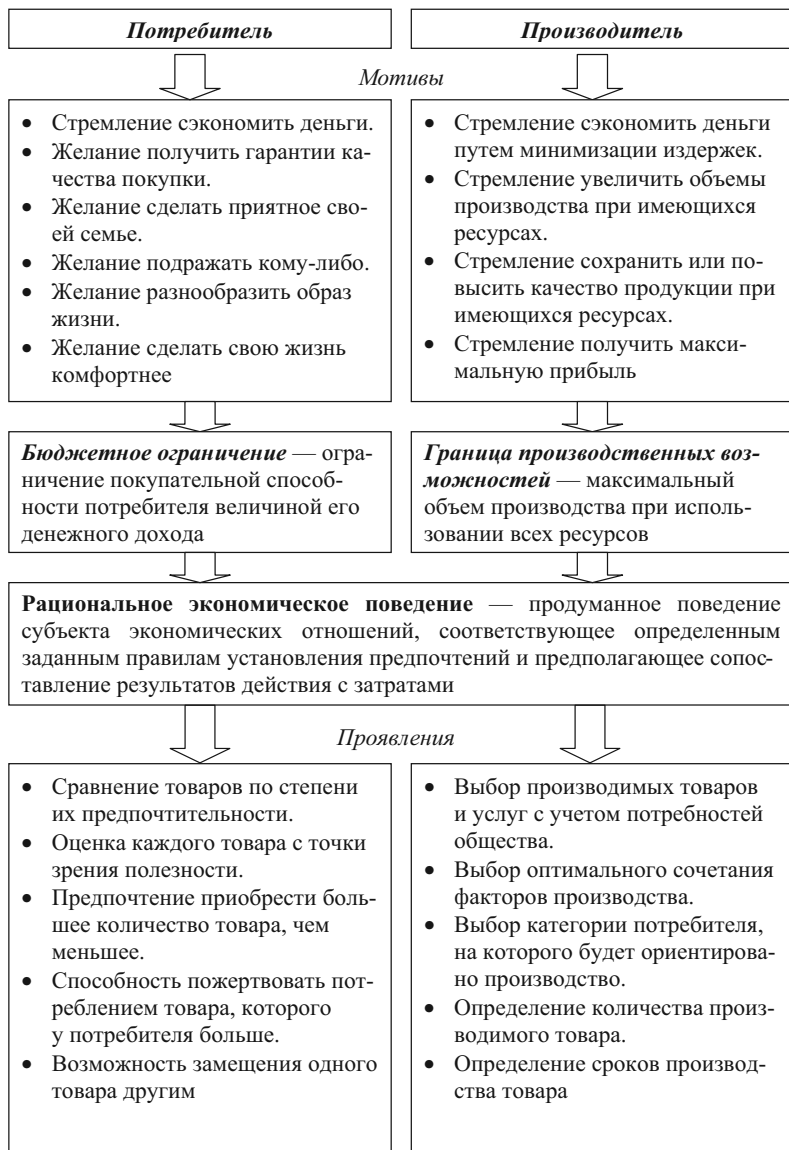 Потребитель
Производитель
Мотивы
• Стремление сэкономить деньги.
• Желание получить гарантии ка-
чества покупки.
• Желание сделать приятное сво-
ей семье.
• Желание подражать кому-либо.
• Желание разнообразить образ
жизни.
• Желание сделать свою жизнь
комфортнее
• Стремление сэкономить деньги
путем минимизации издержек.
• Стремление увеличить объемы
производства при имеющихся
ресурсах.
• Стремление сохранить или по-
высить качество продукции при
имеющихся ресурсах.
• Стремление получить макси-
мальную прибыль
Бюджетное ограничение — огра-
ничение покупательной способ-
ности потребителя величиной его
денежного дохода
Граница производственных воз-
можностей — максимальный
объем производства при исполь-
зовании всех ресурсов
Рациональное экономическое поведение — продуманное поведение
субъекта экономических отношений, соответствующее определенным
заданным правилам установления предпочтений и предполагающее сопос-
тавление результатов действия с затратами
Проявления
• Сравнение товаров по степени
их предпочтительности.
• Оценка каждого товара с точки
зрения полезности.
• Предпочтение приобрести боль-
шее количество товара, чем
меньшее.
• Способность пожертвовать пот-
реблением товара, которого
у потребителя больше.
• Возможность замещения одного
товара другим
• Выбор производимых товаров
и услуг с учетом потребностей
общества.
• Выбор оптимального сочетания
факторов производства.
• Выбор категории потребителя,
на которого будет ориентирова-
но производство.
• Определение количества произ-
водимого товара.
• Определение сроков производ-
ства товара